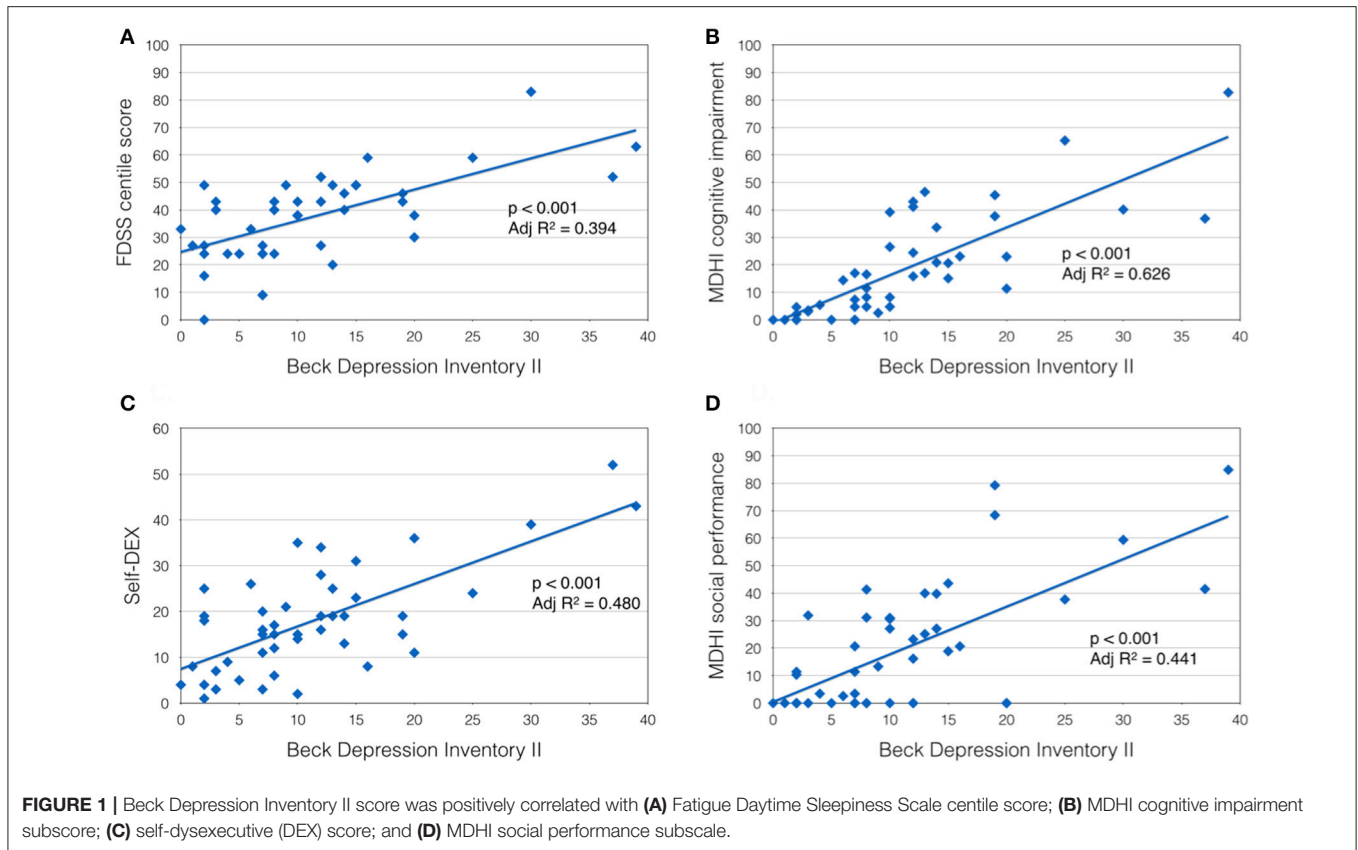 A
100
90
80
70
60
50
40
30
20
10
0
FDSS centile score
p < 0.001
Adj R² = 0.394
0 5 10 15 20 25 30 35 40
Beck Depression Inventory II
B
100
90
80
70
60
50
40
30
20
10
0
MDHI cognitive impairment
p < 0.001
Adj R² = 0.626
0 5 10 15 20 25 30 35 40
Beck Depression Inventory II
C
60
50
40
30
20
10
0
Self-DEX
p < 0.001
Adj R² = 0.480
0 5 10 15 20 25 30 35 40
Beck Depression Inventory II
D
100
90
80
70
60
50
40
30
20
10
0
MDHI social performance
p < 0.001
Adj R² = 0.441
0 5 10 15 20 25 30 35 40
Beck Depression Inventory II
FIGURE 1 | Beck Depression Inventory II score was positively correlated with (A) Fatigue Daytime Sleepiness Scale centile score; (B) MDHI cognitive impairment
subscore; (C) self-dysexecutive (DEX) score; and (D) MDHI social performance subscale.